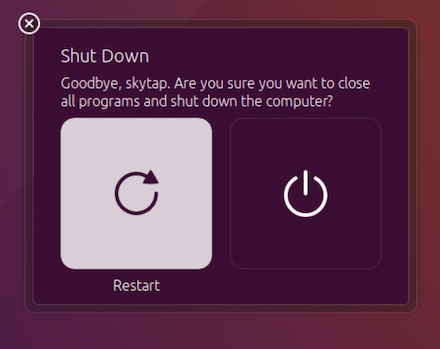 Shut Down
Goodbye, skytap. Are you sure you want to close
all programs and shut down the computer?
Restart